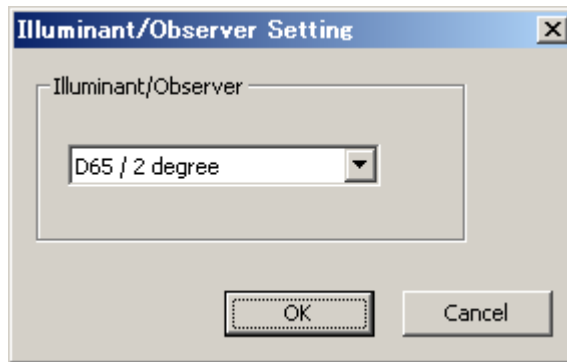 Illuminant/Observer Setting
Illuminant/Observer
D65 / 2 degree
OK
Cancel